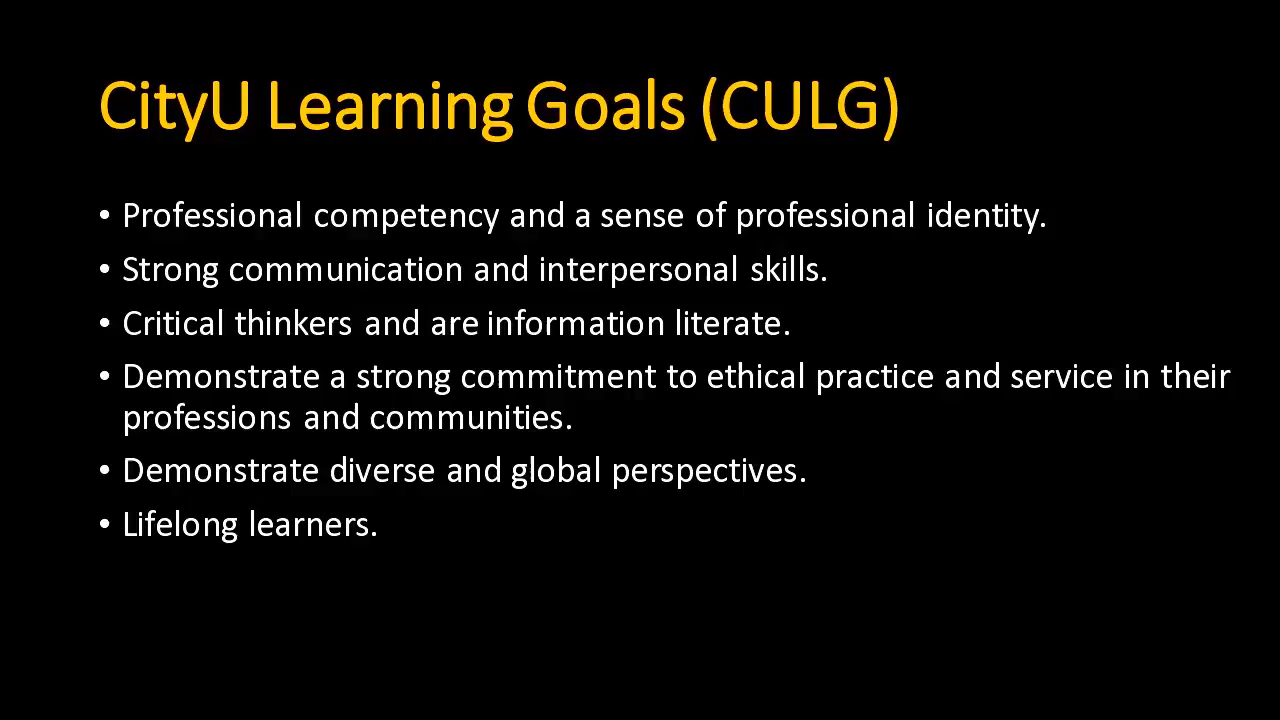 CityU Learning Goals (CULG)
• Professional competency and a sense of professional identity.
• Strong communication and interpersonal skills.
• Critical thinkers and are information literate.
• Demonstrate a strong commitment to ethical practice and service in their
professions and communities.
• Demonstrate diverse and global perspectives.
• Lifelong learners.